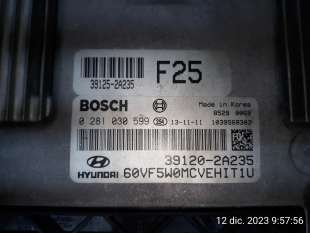 39125-2A235
F25
BOSCH
Made in Korea
0 281 030 599 13-11-11 1039S68363
39120-2A235
HYUNDAI 60VF5W0MCVEHIT1U
12 dic. 2023 9:57:56